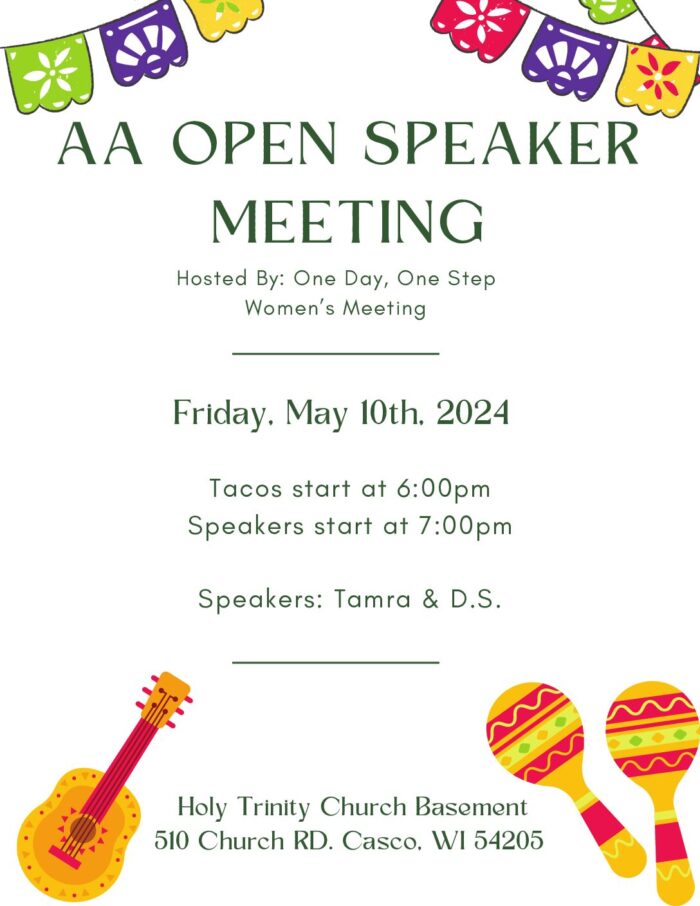 AA OPEN SPEAKER
MEETING
Hosted By: One Day, One Step
Women's Meeting
Friday, May 10th, 2024
Tacos start at 6:00pm
Speakers start at 7:00pm
Speakers: Tamra & D.S.
Holy Trinity Church Basement
510 Church RD. Casco, WI 54205